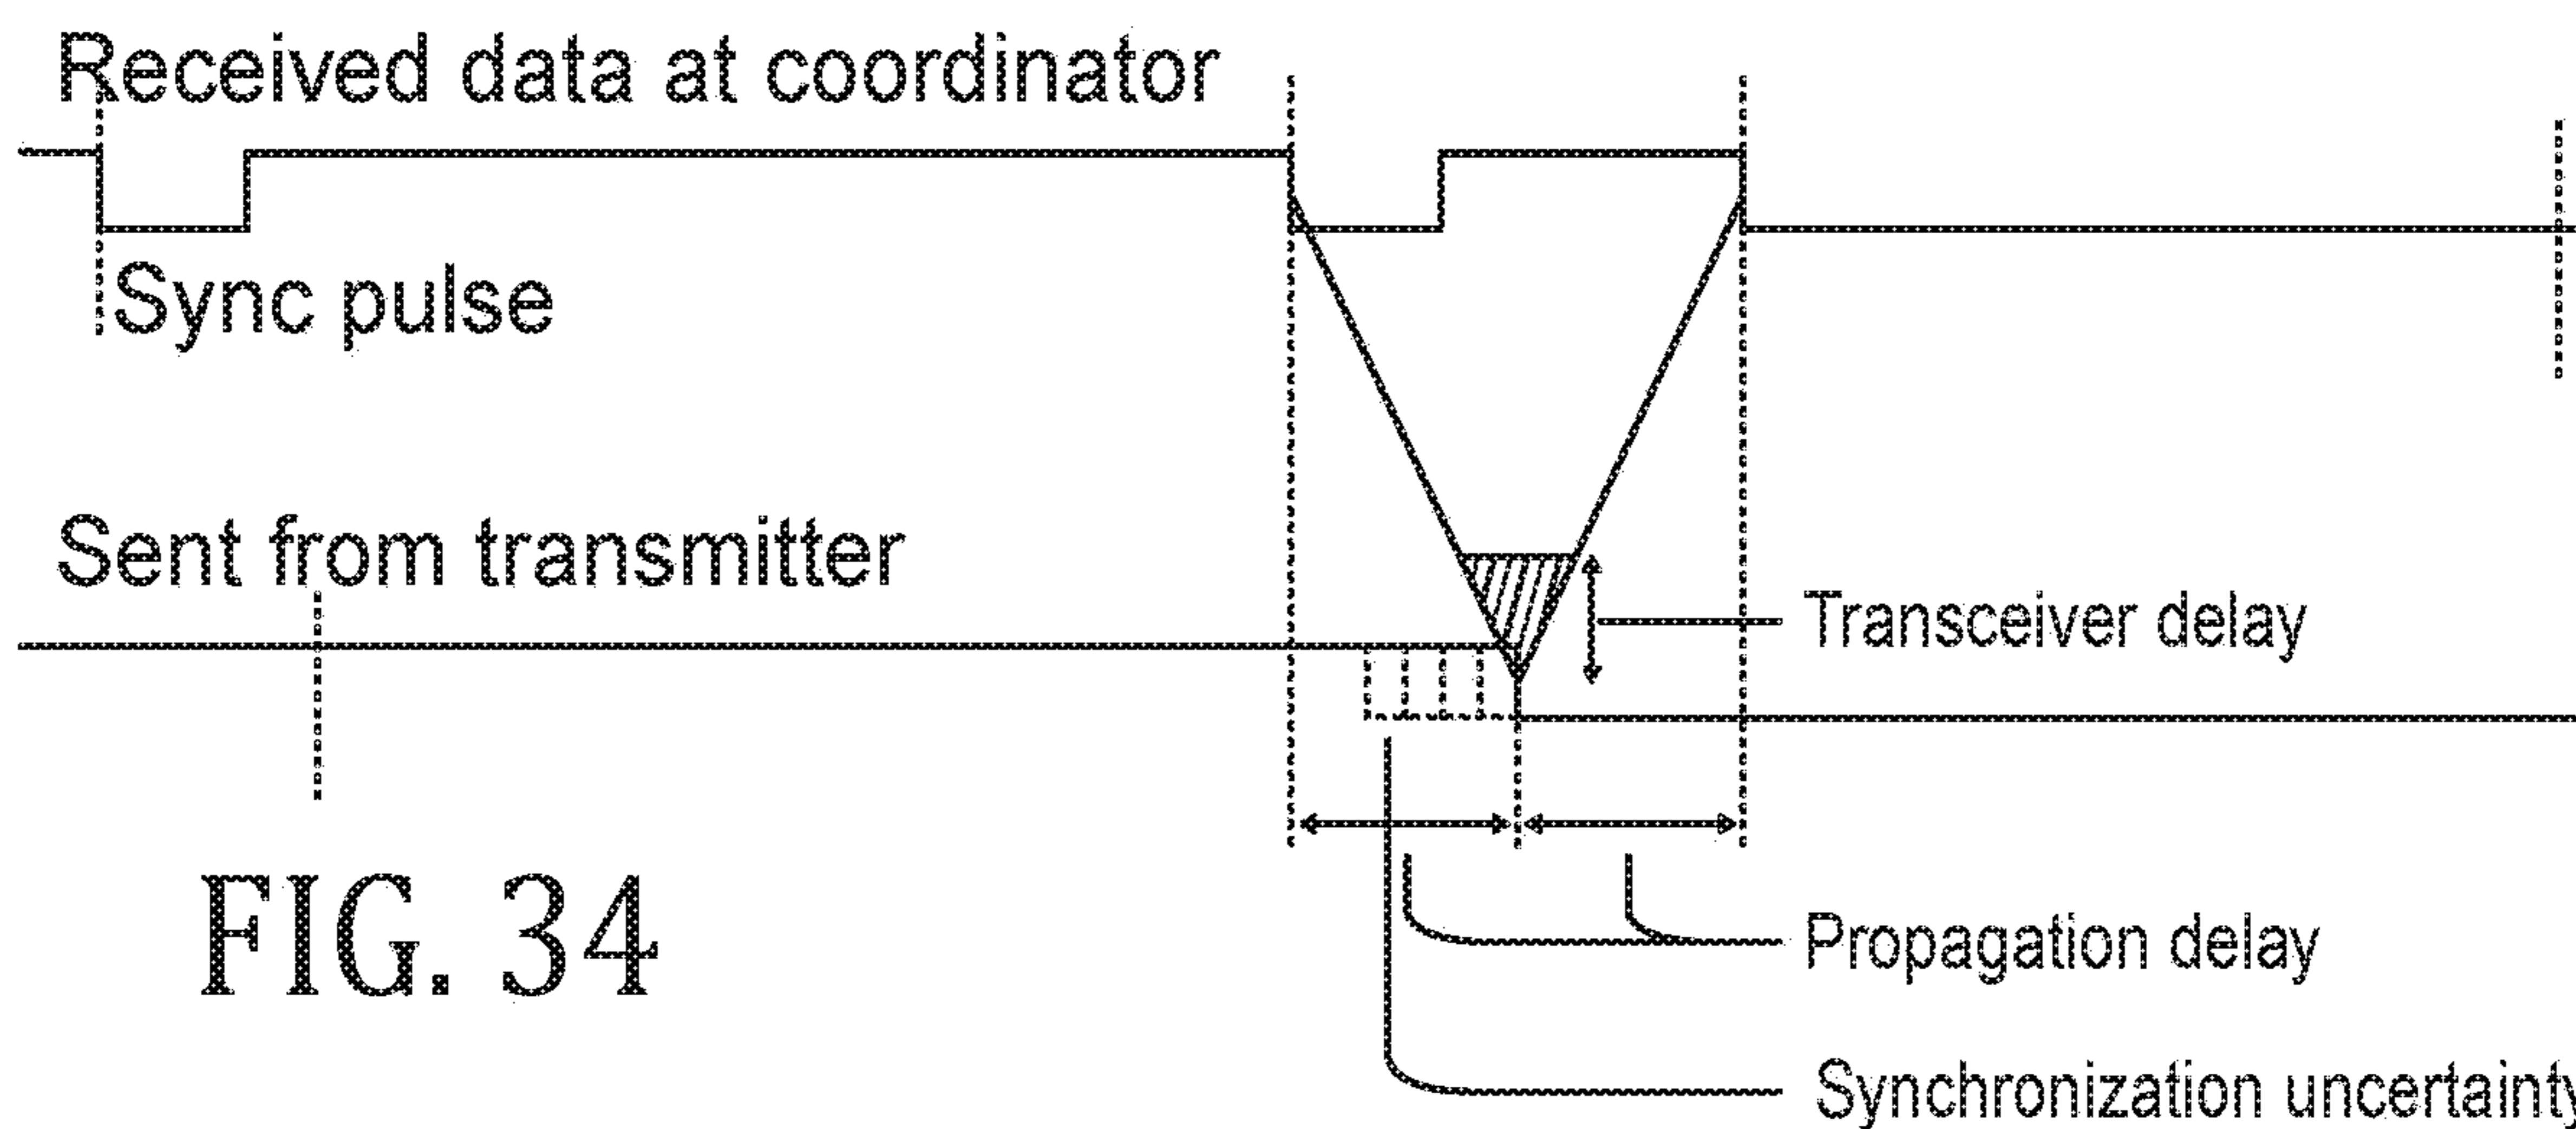 Received data at coordinator
Sync pulse
Sent from transmitter
Transceiver delay
FIG. 34
Propagation delay
Synchronization uncertainty